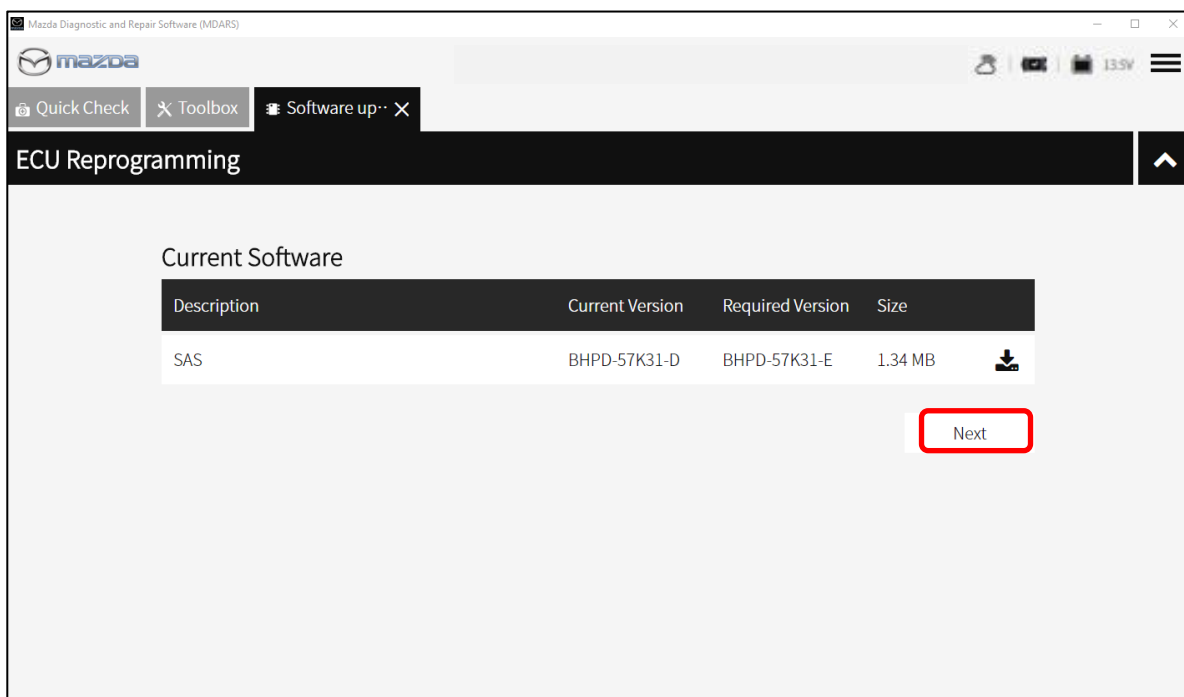 Mazda Diagnostic and Repair Software (MDARS)
mazda
13.5V
Quick Check Toolbox Software up··
ECU Reprogramming
Current Software
Description Current Version Required Version Size
SAS BHPD-57K31-D BHPD-57K31-E 1.34 MB
Next